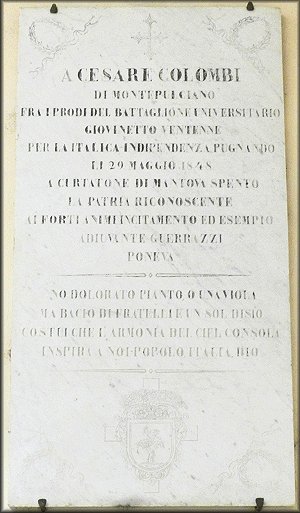 A CESARE COLOMBI
DI MONTEPULCIANO
FRA I PRODI DEL BATTAGLIONE UNIVERSITARIO
GIOVINETTO VENTENNE
PER LA ITALICA INDIPENDENZA PUGNANDO
LI 29 MAGGIO 1848
A CURTATONE DI MANTOVA SPENTO
LA PATRIA RICONOSCENTE
AI FORTI ANIMI INCITAMENTO ED ESEMPIO
ADIUVANTE GUERRAZZI
PONEVA
NO DOLORATO PIANTO, O UNA VIOLA
MA BACIO DI FRATELLI E UN SOL DISIO
COSTUI CHE L'ARMONIA DEL CIEL CONSOLA
INSPIRA A NOI POPOLO ITALIA, DIO